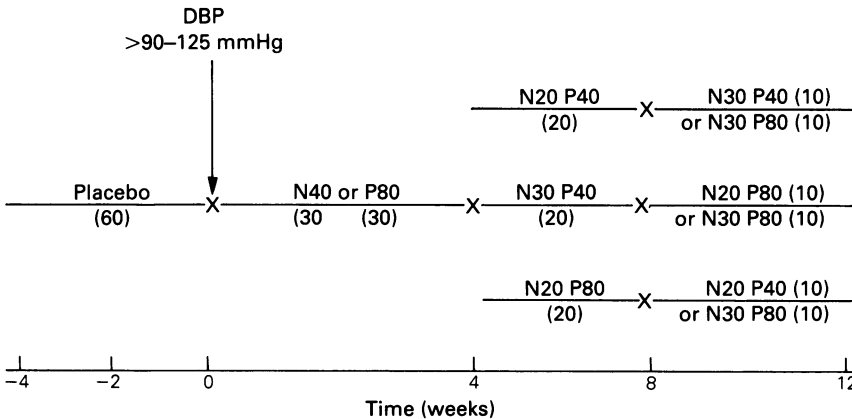 DBP
>90–125 mmHg
N20 P40
(20)
X
N30 P40 (10)
or N30 P80 (10)
Placebo
(60)
X
N40 or P80
(30 (30)
X
N30 P40
(20)
X
N20 P80 (10)
or N30 P80 (10)
N20 P80
(20)
X
N20 P40 (10)
or N30 P80 (10)
−4 −2 0 4 8 12
Time (weeks)